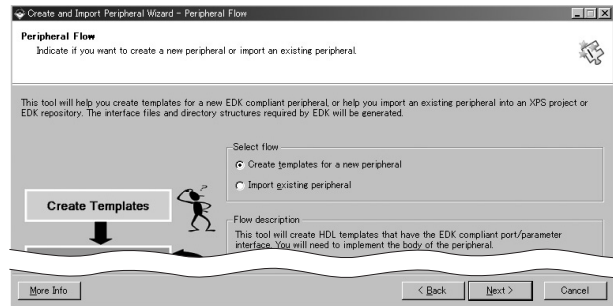 Create and Import Peripheral Wizard - Peripheral Flow
Peripheral Flow
Indicate if you want to create a new peripheral or import an existing peripheral.
This tool will help you create templates for a new EDK compliant peripheral, or help you import an existing peripheral into an XPS project or
EDK repository. The interface files and directory structures required by EDK will be generated.
Select flow
Create templates for a new peripheral
Import existing peripheral
Create Templates
Flow description
This tool will create HDL templates that have the EDK compliant port/parameter
interface. You will need to implement the body of the peripheral.
More Info
< Back
Next >
Cancel